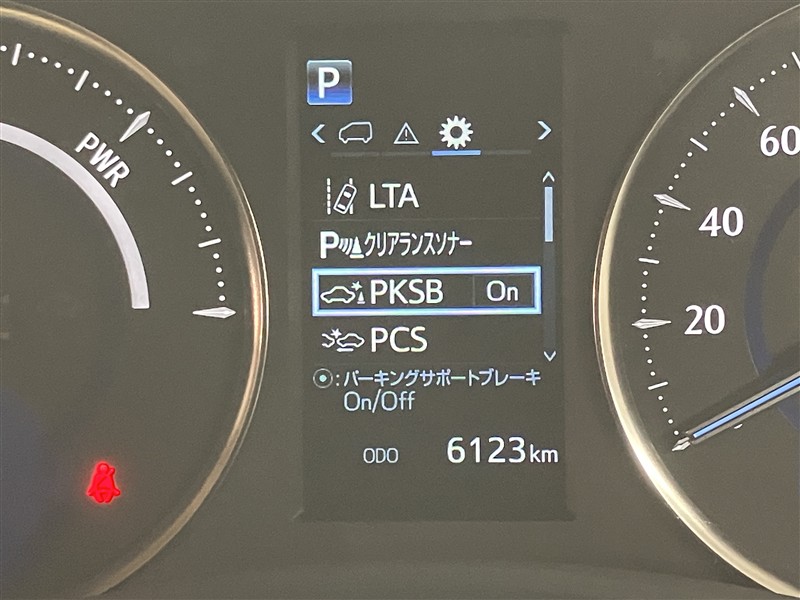 P
PWR
LTA
P クリアランスソナー
PKSB On
PCS
:パーキングサポートブレーキ
On/Off
ODO 6123km
60
40
20